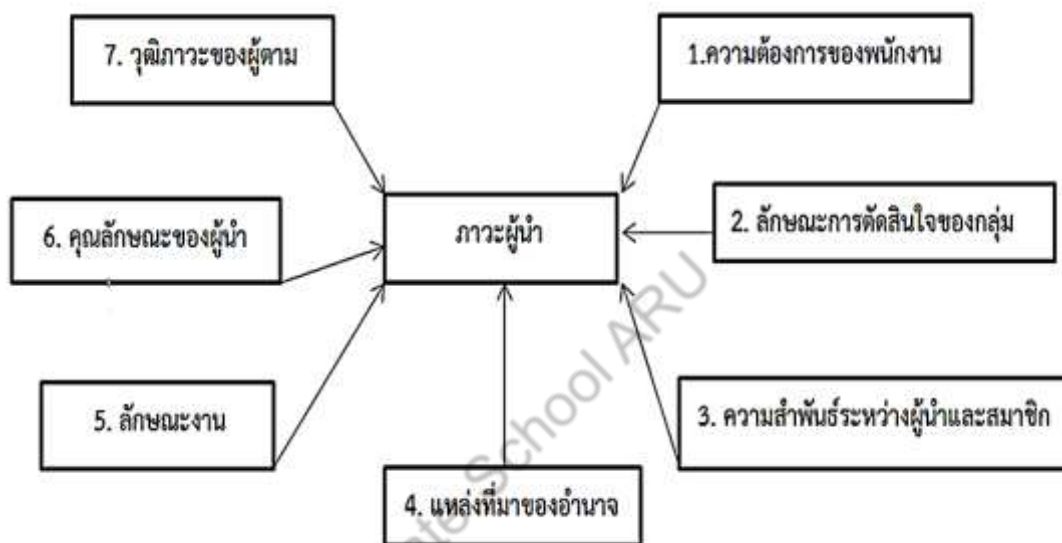 7. วุฒิภาวะของผู้ตาม
1.ความต้องการของพนักงาน
6. คุณลักษณะของผู้นำ
ภาวะผู้นำ
2. ลักษณะการตัดสินใจของกลุ่ม
5. ลักษณะงาน
3. ความสำพันธ์ระหว่างผู้นำและสมาชิก
4. แหล่งที่มาของอำนาจ
School ARU